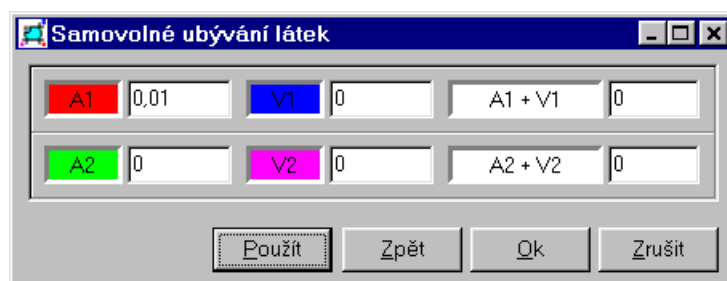 Samovolné ubývání látek
A1 0,01 V1 0 A1 + V1 0
A2 0 V2 0 A2 + V2 0
Použít Zpět Ok Zrušit